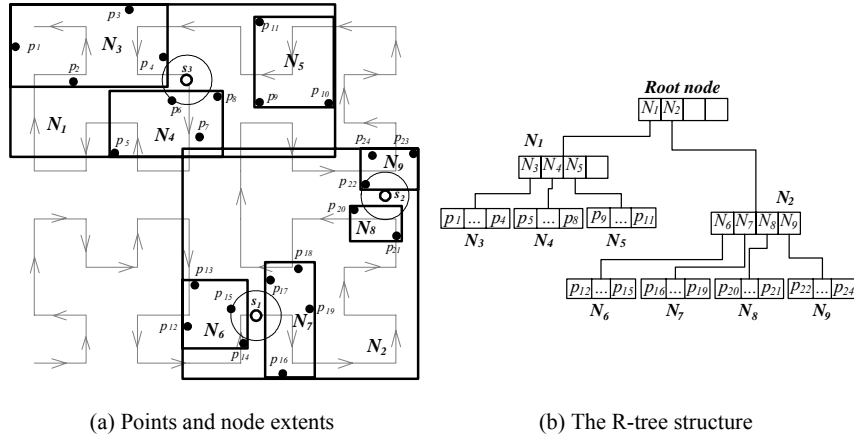 p1
p3
N3
p2
p4
s3
p11
N5
p9
p10
p6
p8
N1
p5
N4
p7
p24
p23
N9
p22
s2
p20
N8
p21
p13
p18
p17
p15
s1
p19
p12
N6
N7
p14
p16
N2
(a) Points and node extents
Root node
N1 N2
N1
N3 N4 N5
N2
p1 ... p4
p5 ... p8
p9 ... p11
N6 N7 N8 N9
N3
N4
N5
p12 ... p15
p16 ... p19
p20 ... p21
p22 ... p24
N6
N7
N8
N9
(b) The R-tree structure